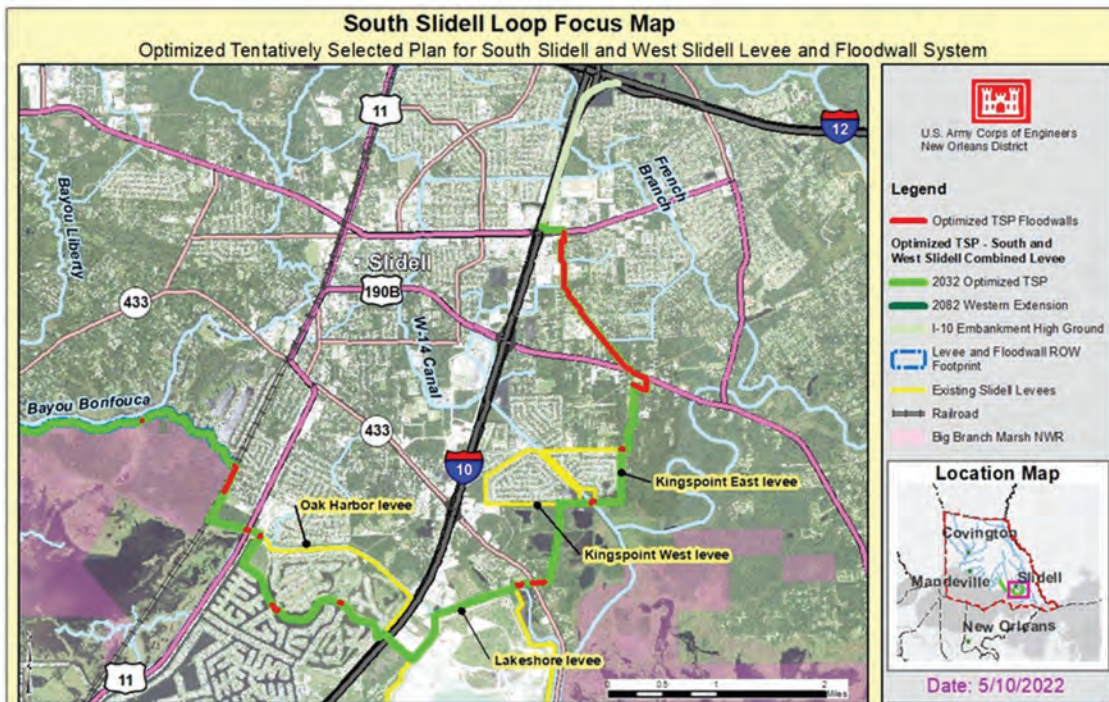 South Slidell Loop Focus Map
Optimized Tentatively Selected Plan for South Slidell and West Slidell Levee and Floodwall System
11
12
Bayou Liberty
French
Branch
Slidell
190B
433
W-14 Canal
Bayou Bonfouca
433
10
Kingspoint East levee
Oak Harbor levee
Kingspoint West levee
Lakeshore levee
11
0 0.5 1 2
Miles
U.S. Army Corps of Engineers
New Orleans District
Legend
Optimized TSP Floodwalls
Optimized TSP - South and
West Slidell Combined Levee
2032 Optimized TSP
2082 Western Extension
I-10 Embankment High Ground
Levee and Floodwall ROW
Footprint
Existing Slidell Levees
Railroad
Big Branch Marsh NWR
Location Map
Covington
Mandeville
Slidell
New Orleans
Date: 5/10/2022